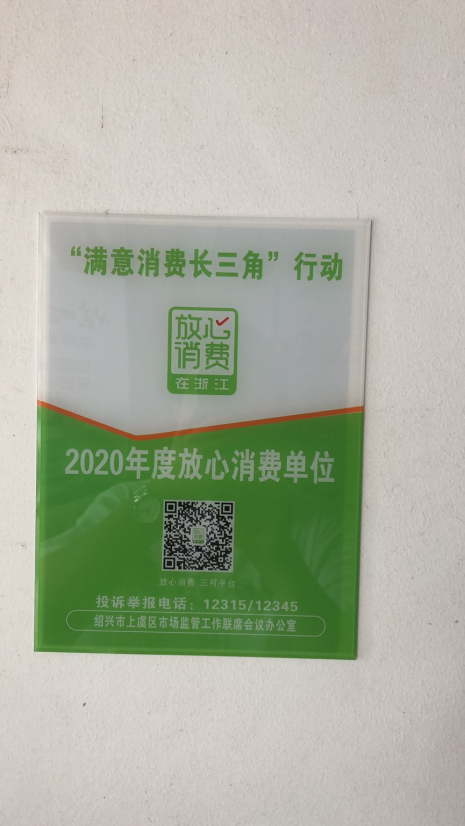 “满意消费长三角”行动
放心
消费
在浙江
2020年度放心消费单位
放心消费 三可平台
投诉举报电话：12315/12345
绍兴市上虞区市场监管工作联席会议办公室